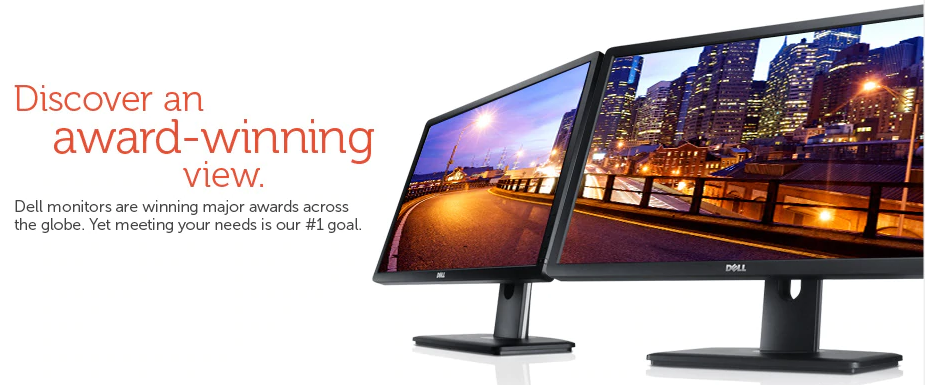 Discover an
award-winning
view.
Dell monitors are winning major awards across
the globe. Yet meeting your needs is our #1 goal.
DELL
DELL